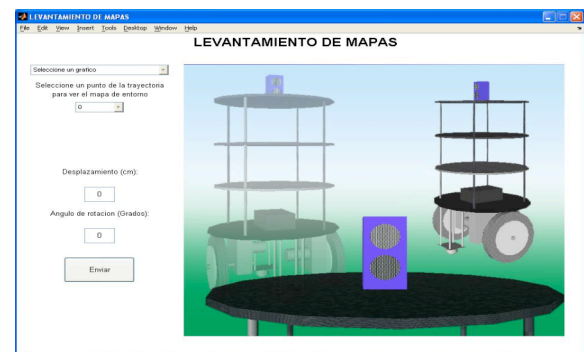 LEVANTAMIENTO DE MAPAS
File Edit View Insert Tools Desktop Window Help
LEVANTAMIENTO DE MAPAS
Seleccione un grafico
Seleccione un punto de la trayectoria
para ver el mapa de entorno
0
Desplazamiento (cm):
0
Angulo de rotacion (Grados):
0
Enviar